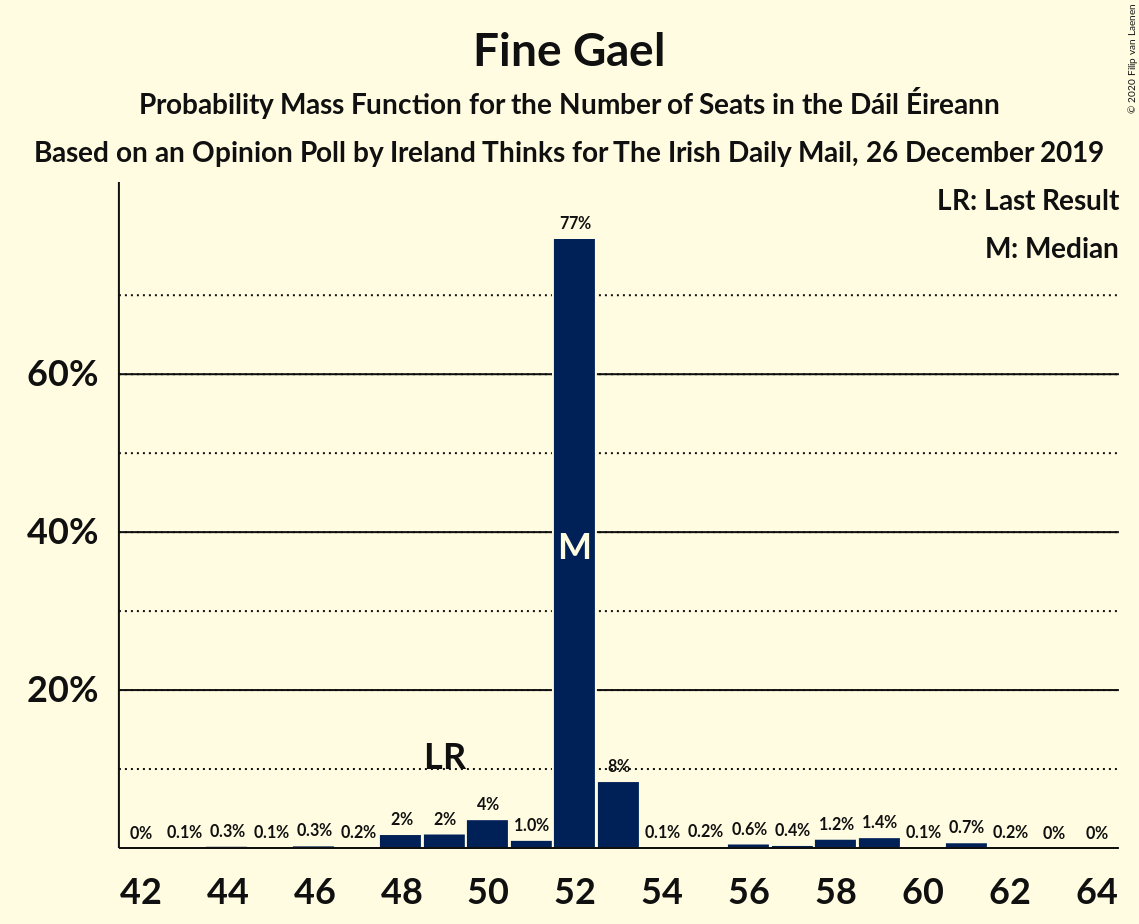 Fine Gael
Probability Mass Function for the Number of Seats in the Dáil Éireann
Based on an Opinion Poll by Ireland Thinks for The Irish Daily Mail, 26 December 2019
© 2020 Filip van Laenen
LR: Last Result
M: Median
77%
60%
40%
M
20%
LR
0% 0.1% 0.3% 0.1% 0.3% 0.2% 2% 2% 4% 1.0% 8% 0.1% 0.2% 0.6% 0.4% 1.2% 1.4% 0.1% 0.7% 0.2% 0% 0%
42 44 46 48 50 52 54 56 58 60 62 64